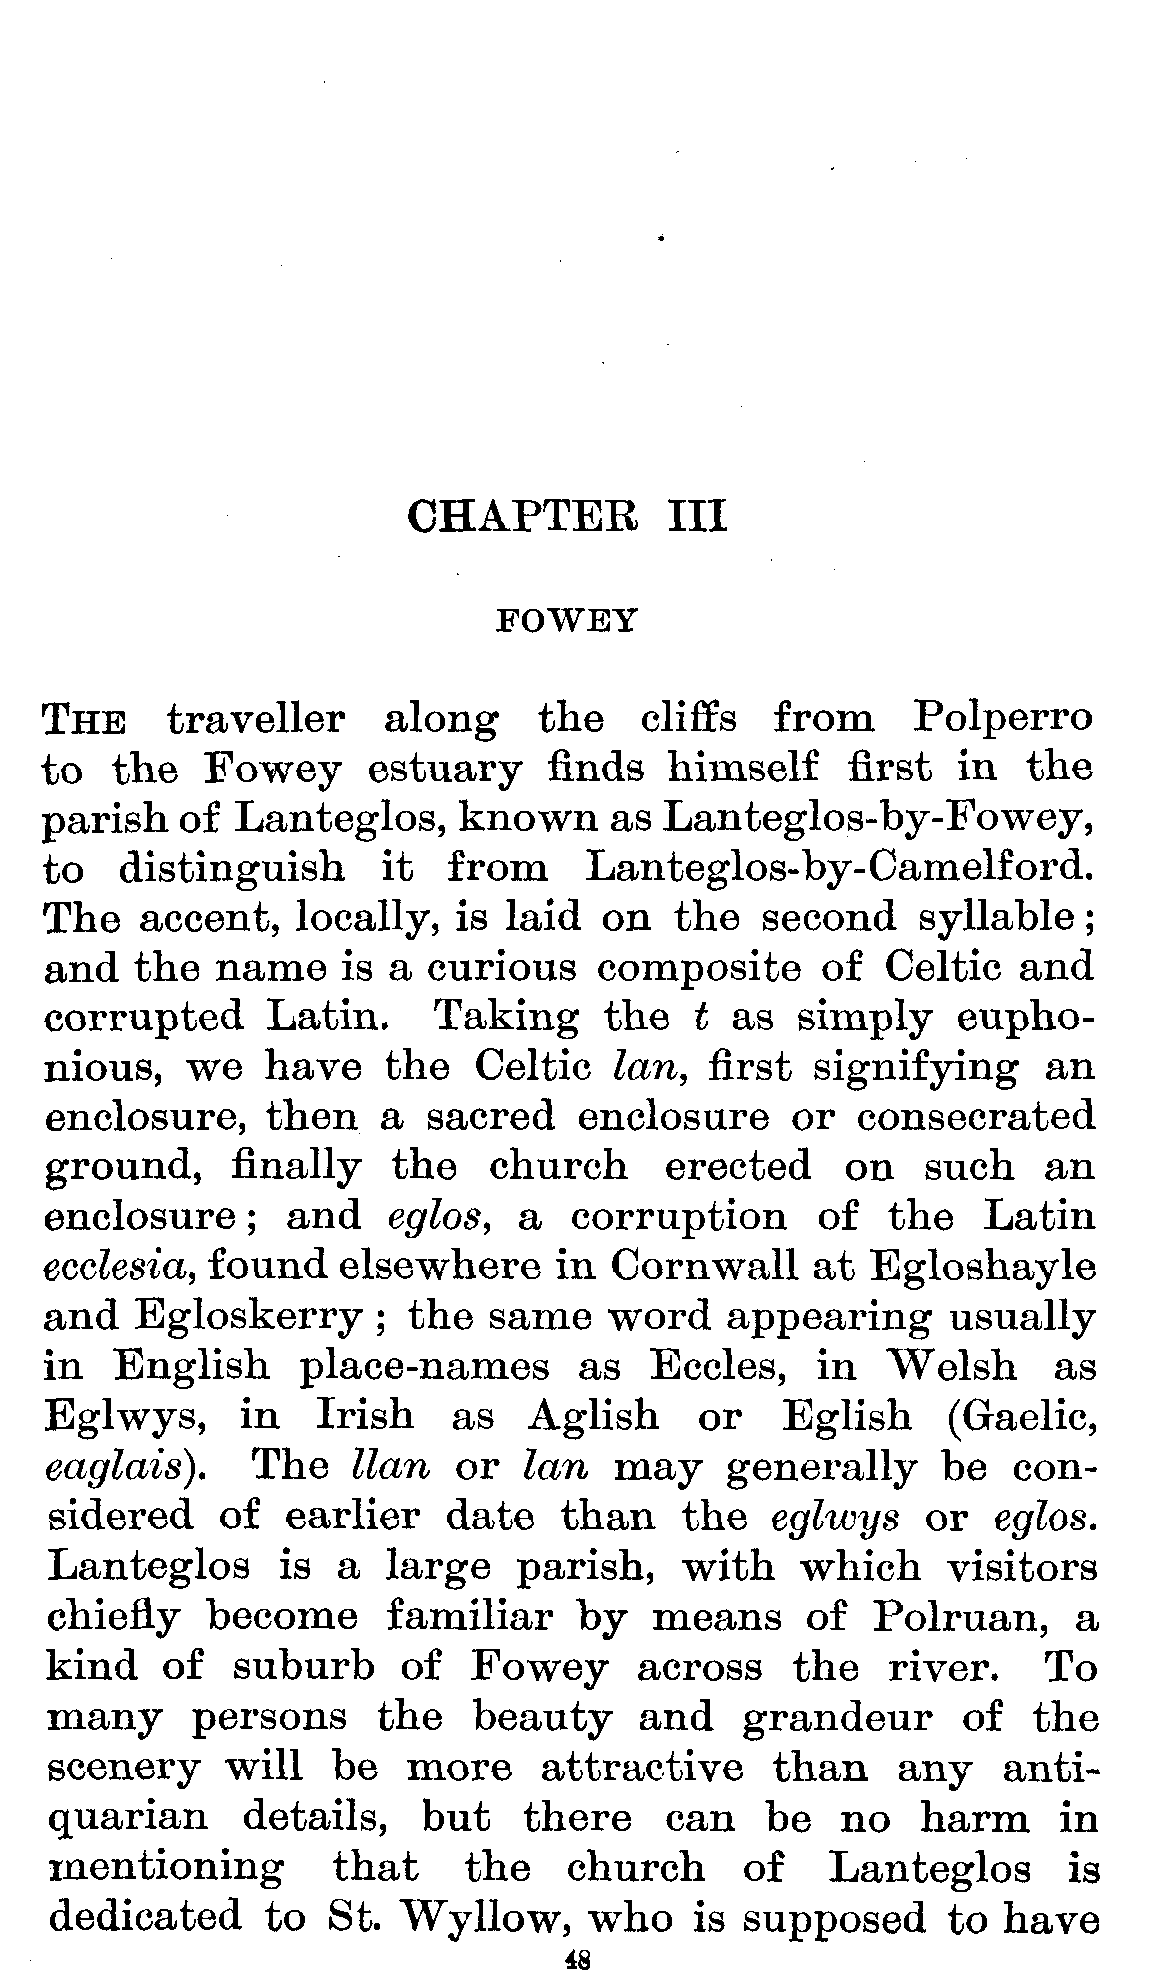 CHAPTER III
FOWEY
THE traveller along the cliffs from Polperro
to the Fowey estuary finds himself first in the
parish of Lanteglos, known as Lanteglos-by-Fowey,
to distinguish it from Lanteglos-by-Camelford.
The accent, locally, is laid on the second syllable;
and the name is a curious composite of Celtic and
corrupted Latin. Taking the t as simply eupho-
nious, we have the Celtic lan, first signifying an
enclosure, then a sacred enclosure or consecrated
ground, finally the church erected on such an
enclosure; and eglos, a corruption of the Latin
ecclesia, found elsewhere in Cornwall at Egloshayle
and Egloskerry; the same word appearing usually
in English place-names as Eccles, in Welsh as
Eglwys, in Irish as Aglish or Eglish (Gaelic,
eaglais). The llan or lan may generally be con-
sidered of earlier date than the eglwys or eglos.
Lanteglos is a large parish, with which visitors
chiefly become familiar by means of Polruan, a
kind of suburb of Fowey across the river. To
many persons the beauty and grandeur of the
scenery will be more attractive than any anti-
quarian details, but there can be no harm in
mentioning that the church of Lanteglos is
dedicated to St. Wyllow, who is supposed to have
48